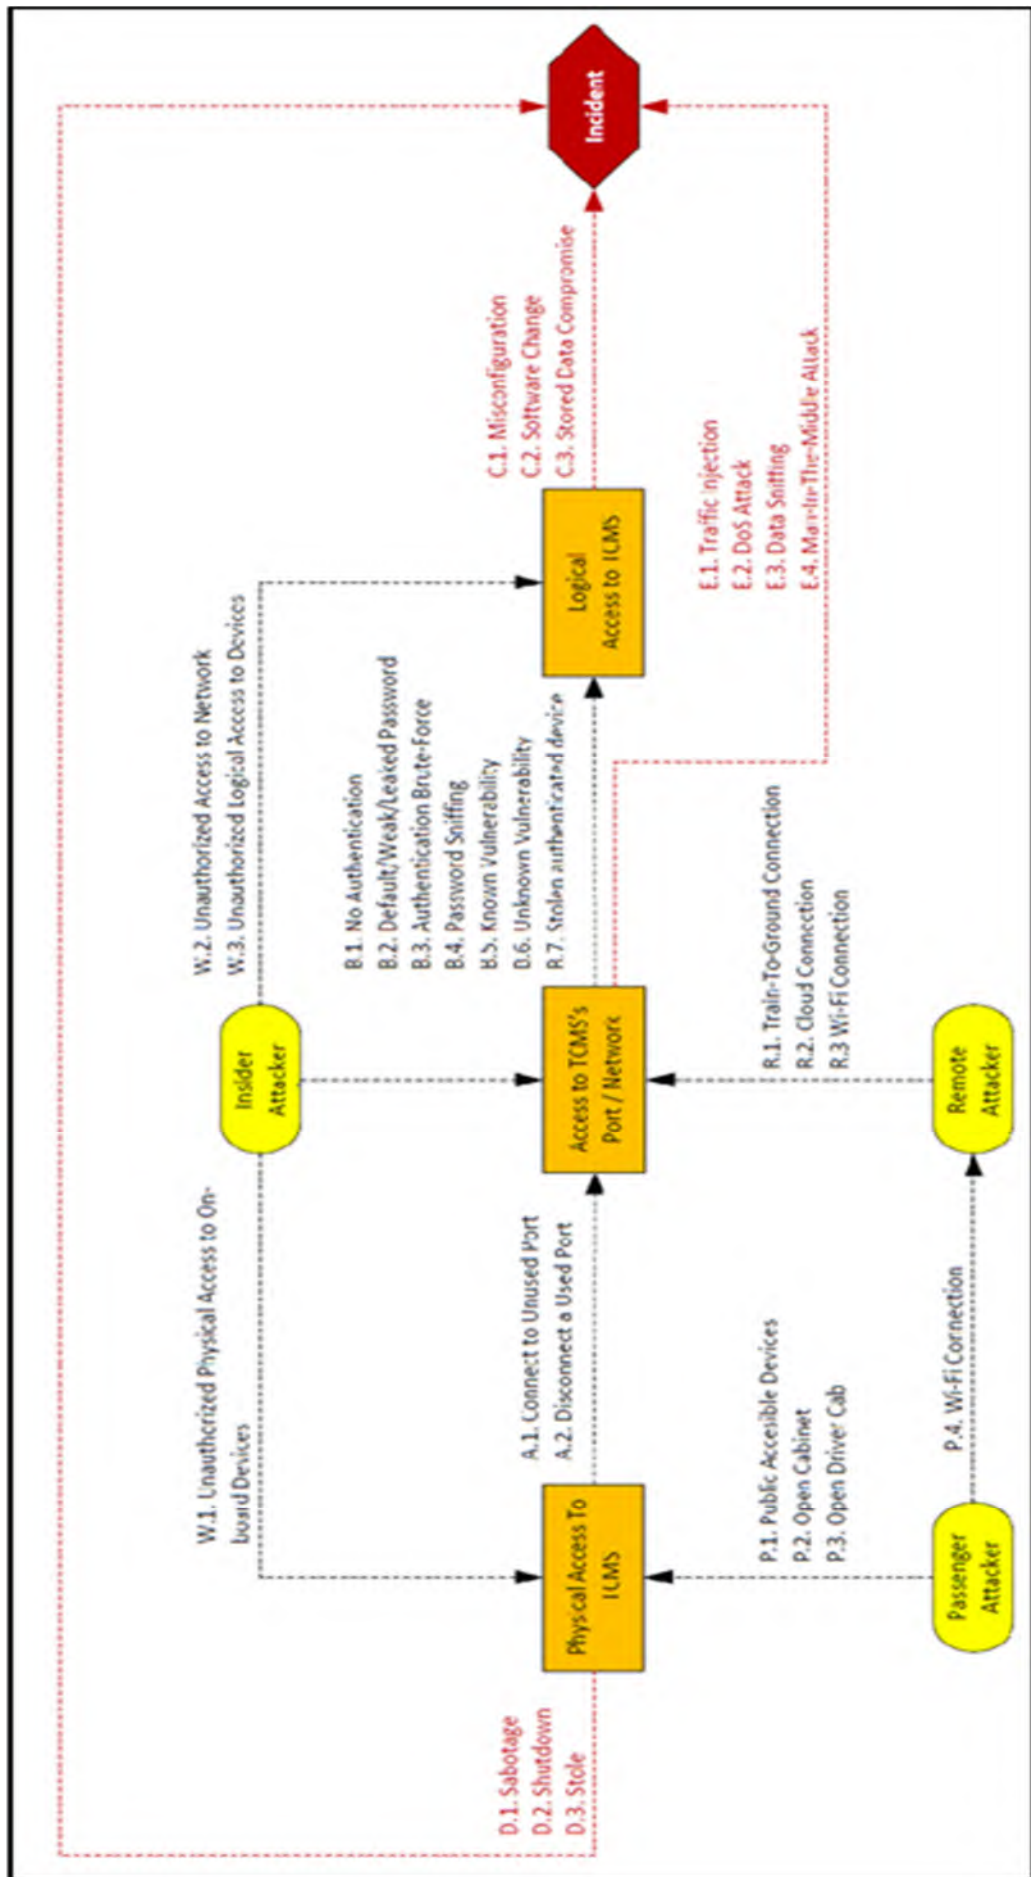 W.1. Unauthorized Physical Access to On-
board Devices
Insider
Attacker
W.2. Unauthorized Access to Network
W.3. Unauthorized Logical Access to Devices
D.1. Sabotage
D.2. Shutdown
D.3. Stole
Physical Access To
TCMS
A.1. Connect to Unused Port
A.2. Disconnect a Used Port
Access to TCMS's
Port / Network
B.1. No Authentication
B.2. Default/Weak/Leaked Password
B.3. Authentication Brute-Force
B.4. Password Sniffing
B.5. Known Vulnerability
B.6. Unknown Vulnerability
R.7. Stolen authenticated device
Logical
Access to TCMS
C.1. Misconfiguration
C.2. Software Change
C.3. Stored Data Compromise
Incident
P.1. Public Accesible Devices
P.2. Open Cabinet
P.3. Open Driver Cab
R.1. Train-To-Ground Connection
R.2. Cloud Connection
R.3 Wi-Fi Connection
E.1. Traffic Injection
E.2. DoS Attack
E.3. Data Sniffing
E.4. Man-In-The-Middle Attack
Passenger
Attacker
P.4. Wi-Fi Connection
Remote
Attacker